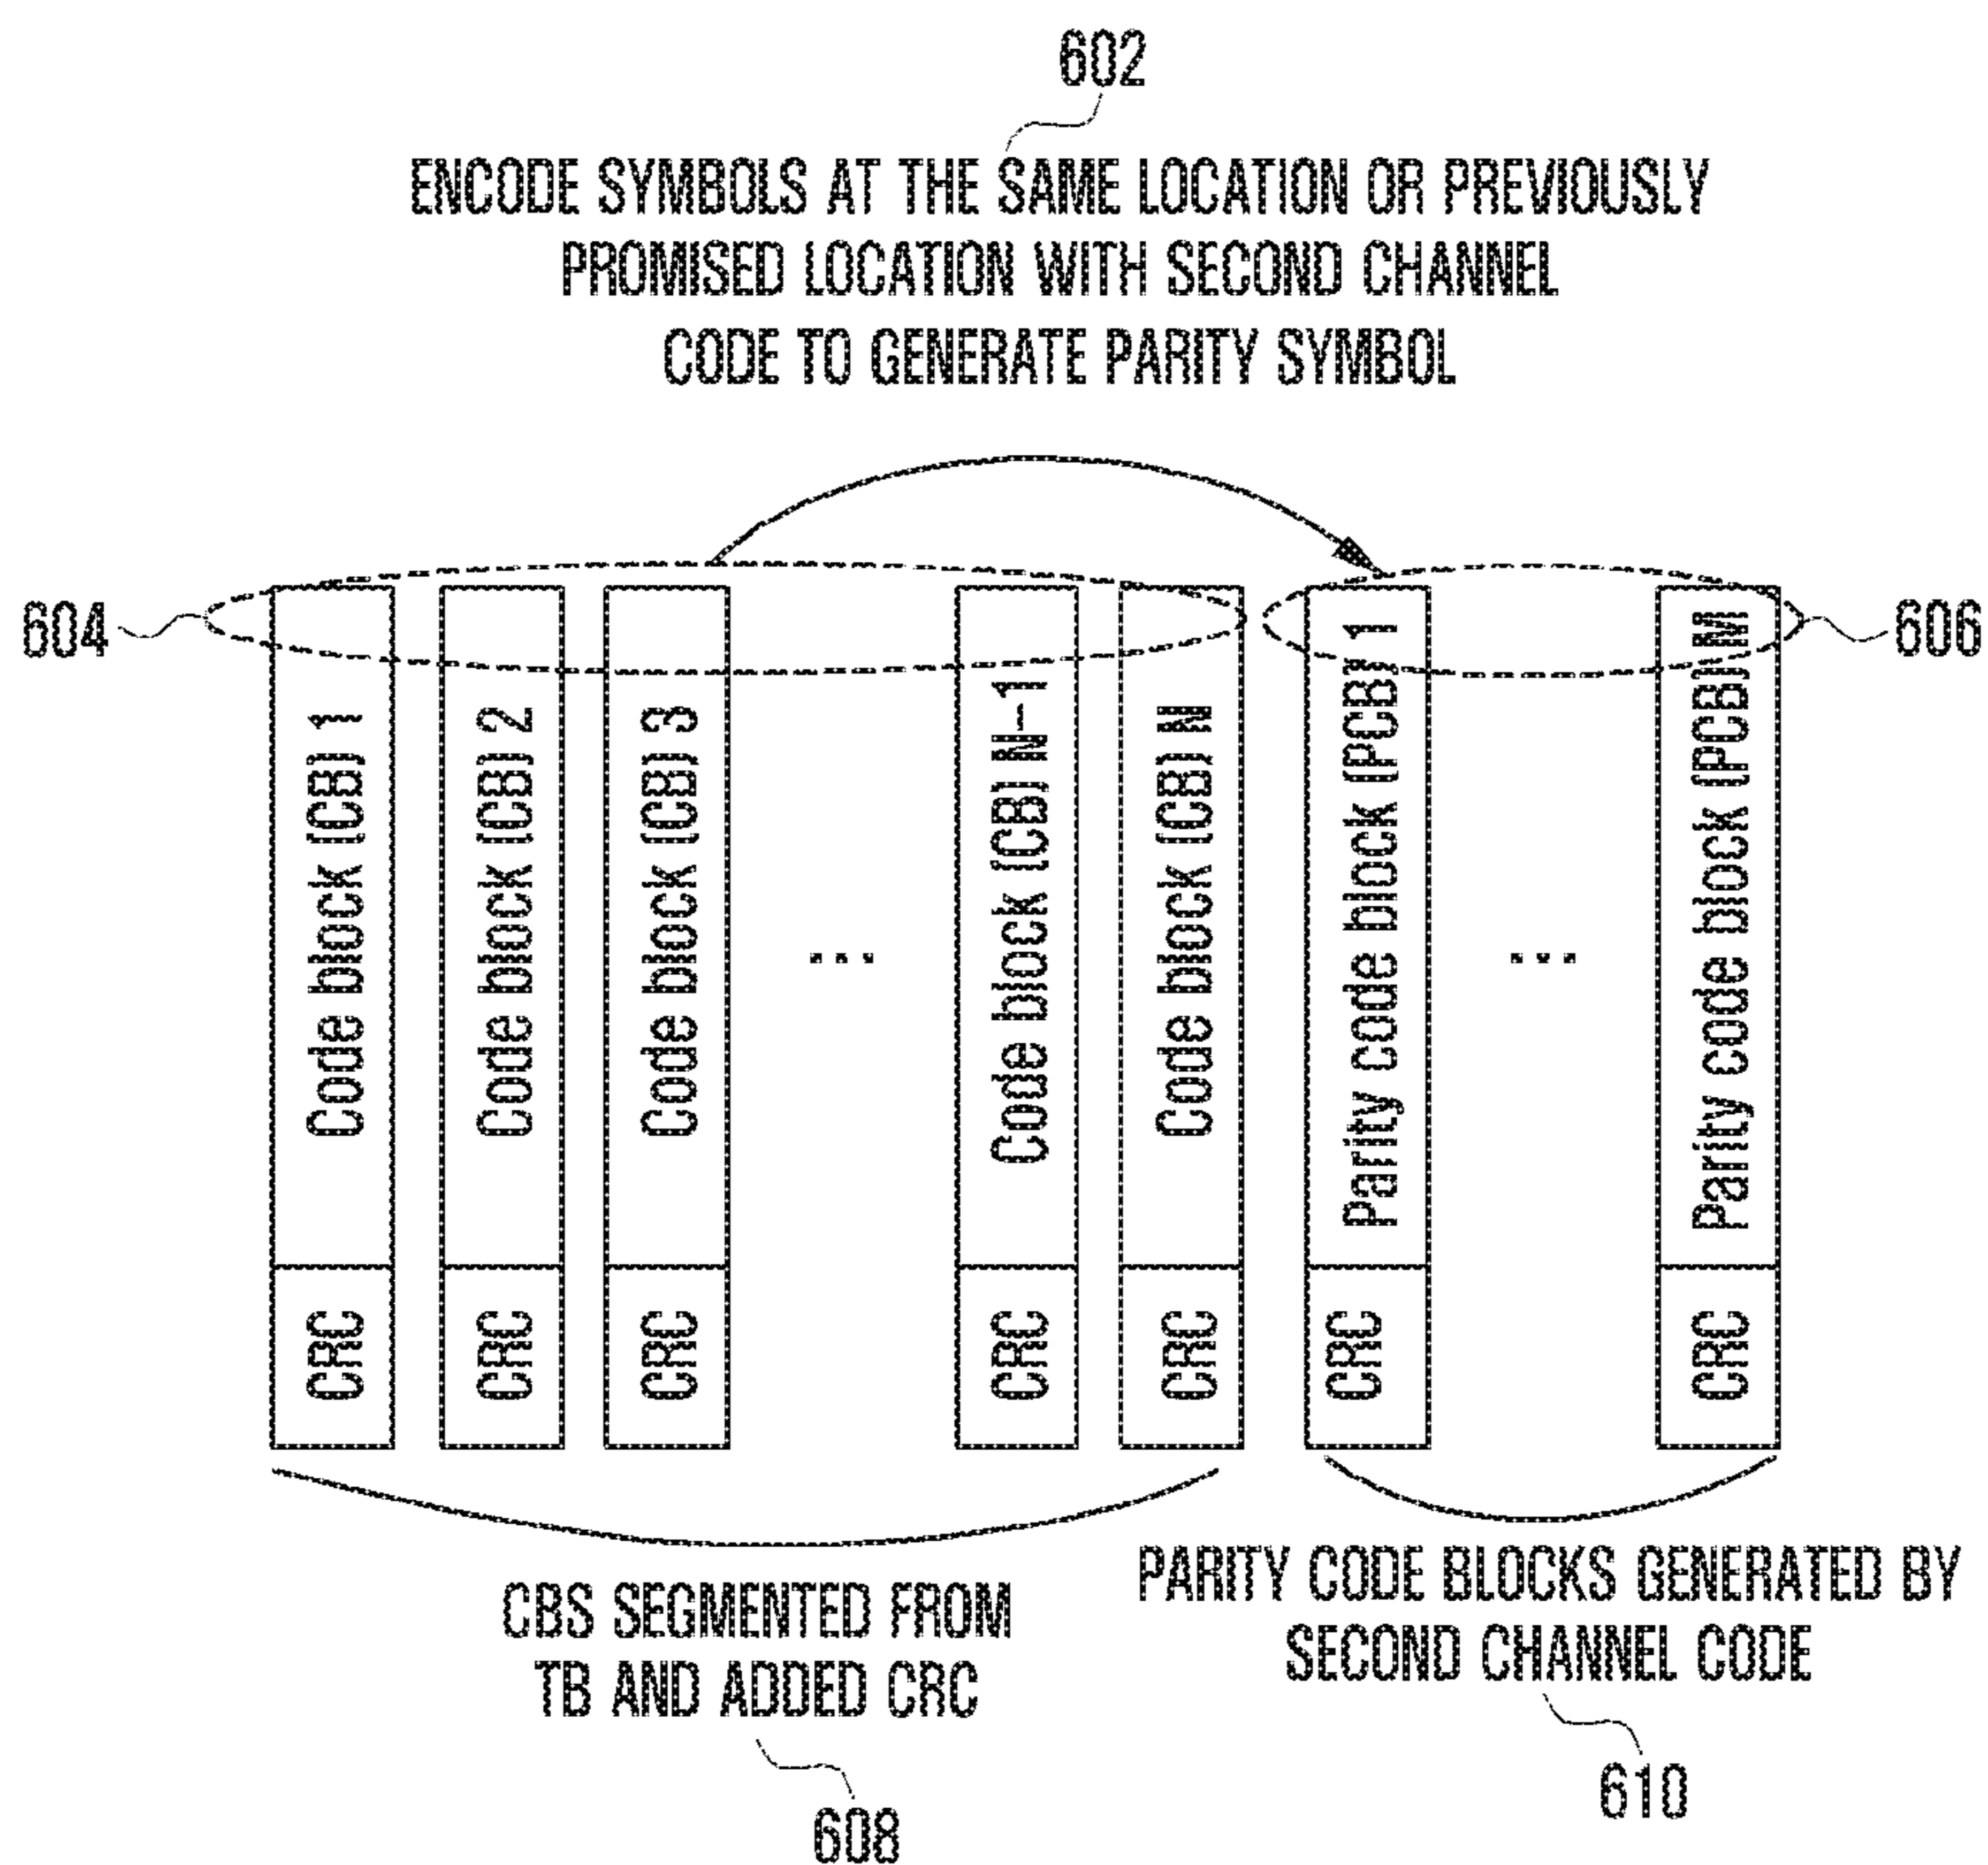 602
ENCODE SYMBOLS AT THE SAME LOCATION OR PREVIOUSLY
PROMISED LOCATION WITH SECOND CHANNEL
CODE TO GENERATE PARITY SYMBOL
604
606
Code block (CB) 1
Code block (CB) 2
Code block (CB) 3
...
Code block (CB) N-1
Code block (CB) N
Parity code block (PCB) 1
...
Parity code block (PCB) M
CRC
CRC
CRC
CRC
CRC
CRC
CRC
CBS SEGMENTED FROM
TB AND ADDED CRC
608
PARITY CODE BLOCKS GENERATED BY
SECOND CHANNEL CODE
610